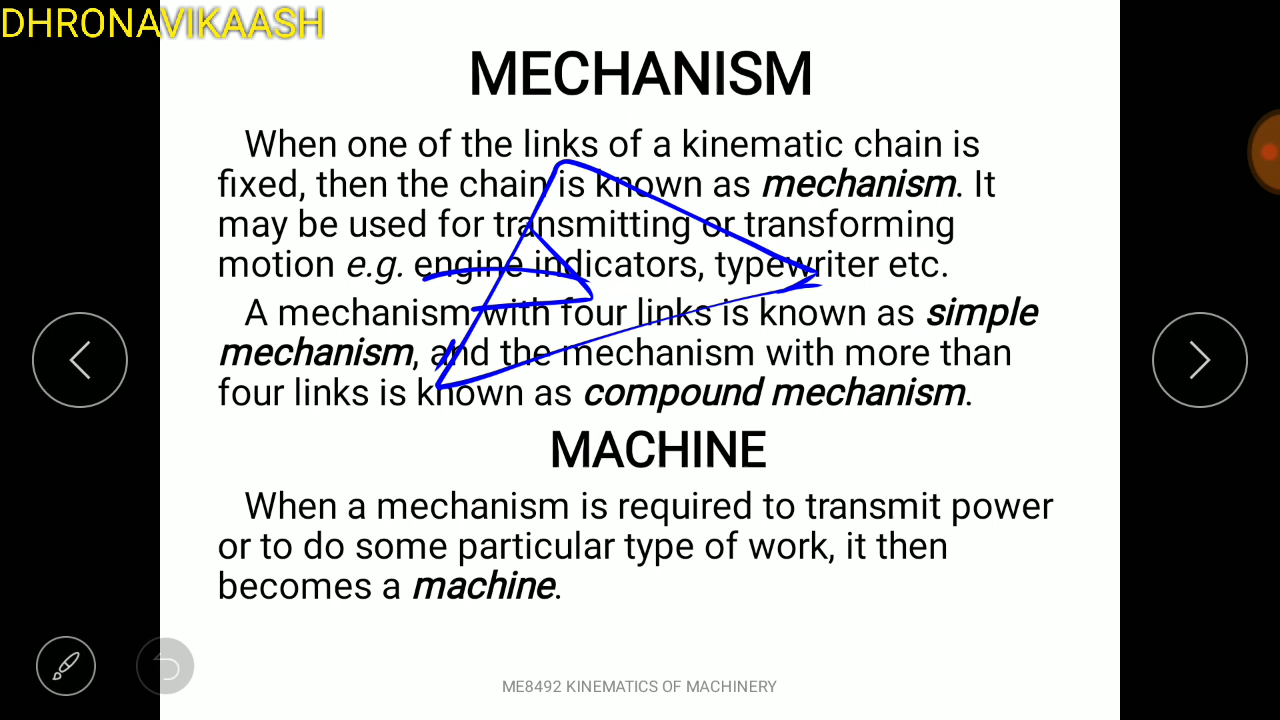 DHRONAVIKAASH
MECHANISM
When one of the links of a kinematic chain is
fixed, then the chain is known as mechanism. It
may be used for transmitting or transforming
motion e.g. engine indicators, typewriter etc.
A mechanism with four links is known as simple
mechanism, and the mechanism with more than
four links is known as compound mechanism.
MACHINE
When a mechanism is required to transmit power
or to do some particular type of work, it then
becomes a machine.
ME8492 KINEMATICS OF MACHINERY